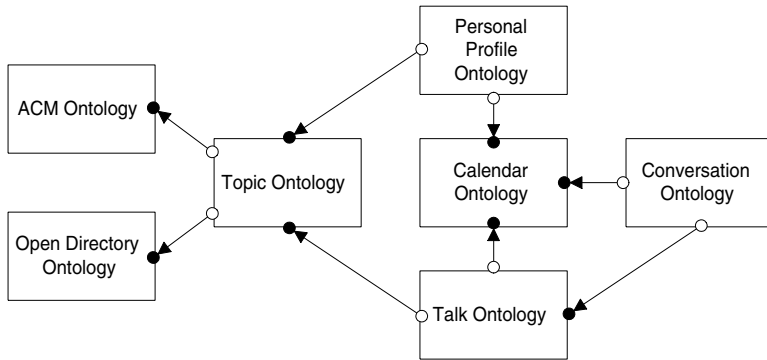 Personal
Profile
Ontology
ACM Ontology
Topic Ontology
Calendar
Ontology
Conversation
Ontology
Open Directory
Ontology
Talk Ontology